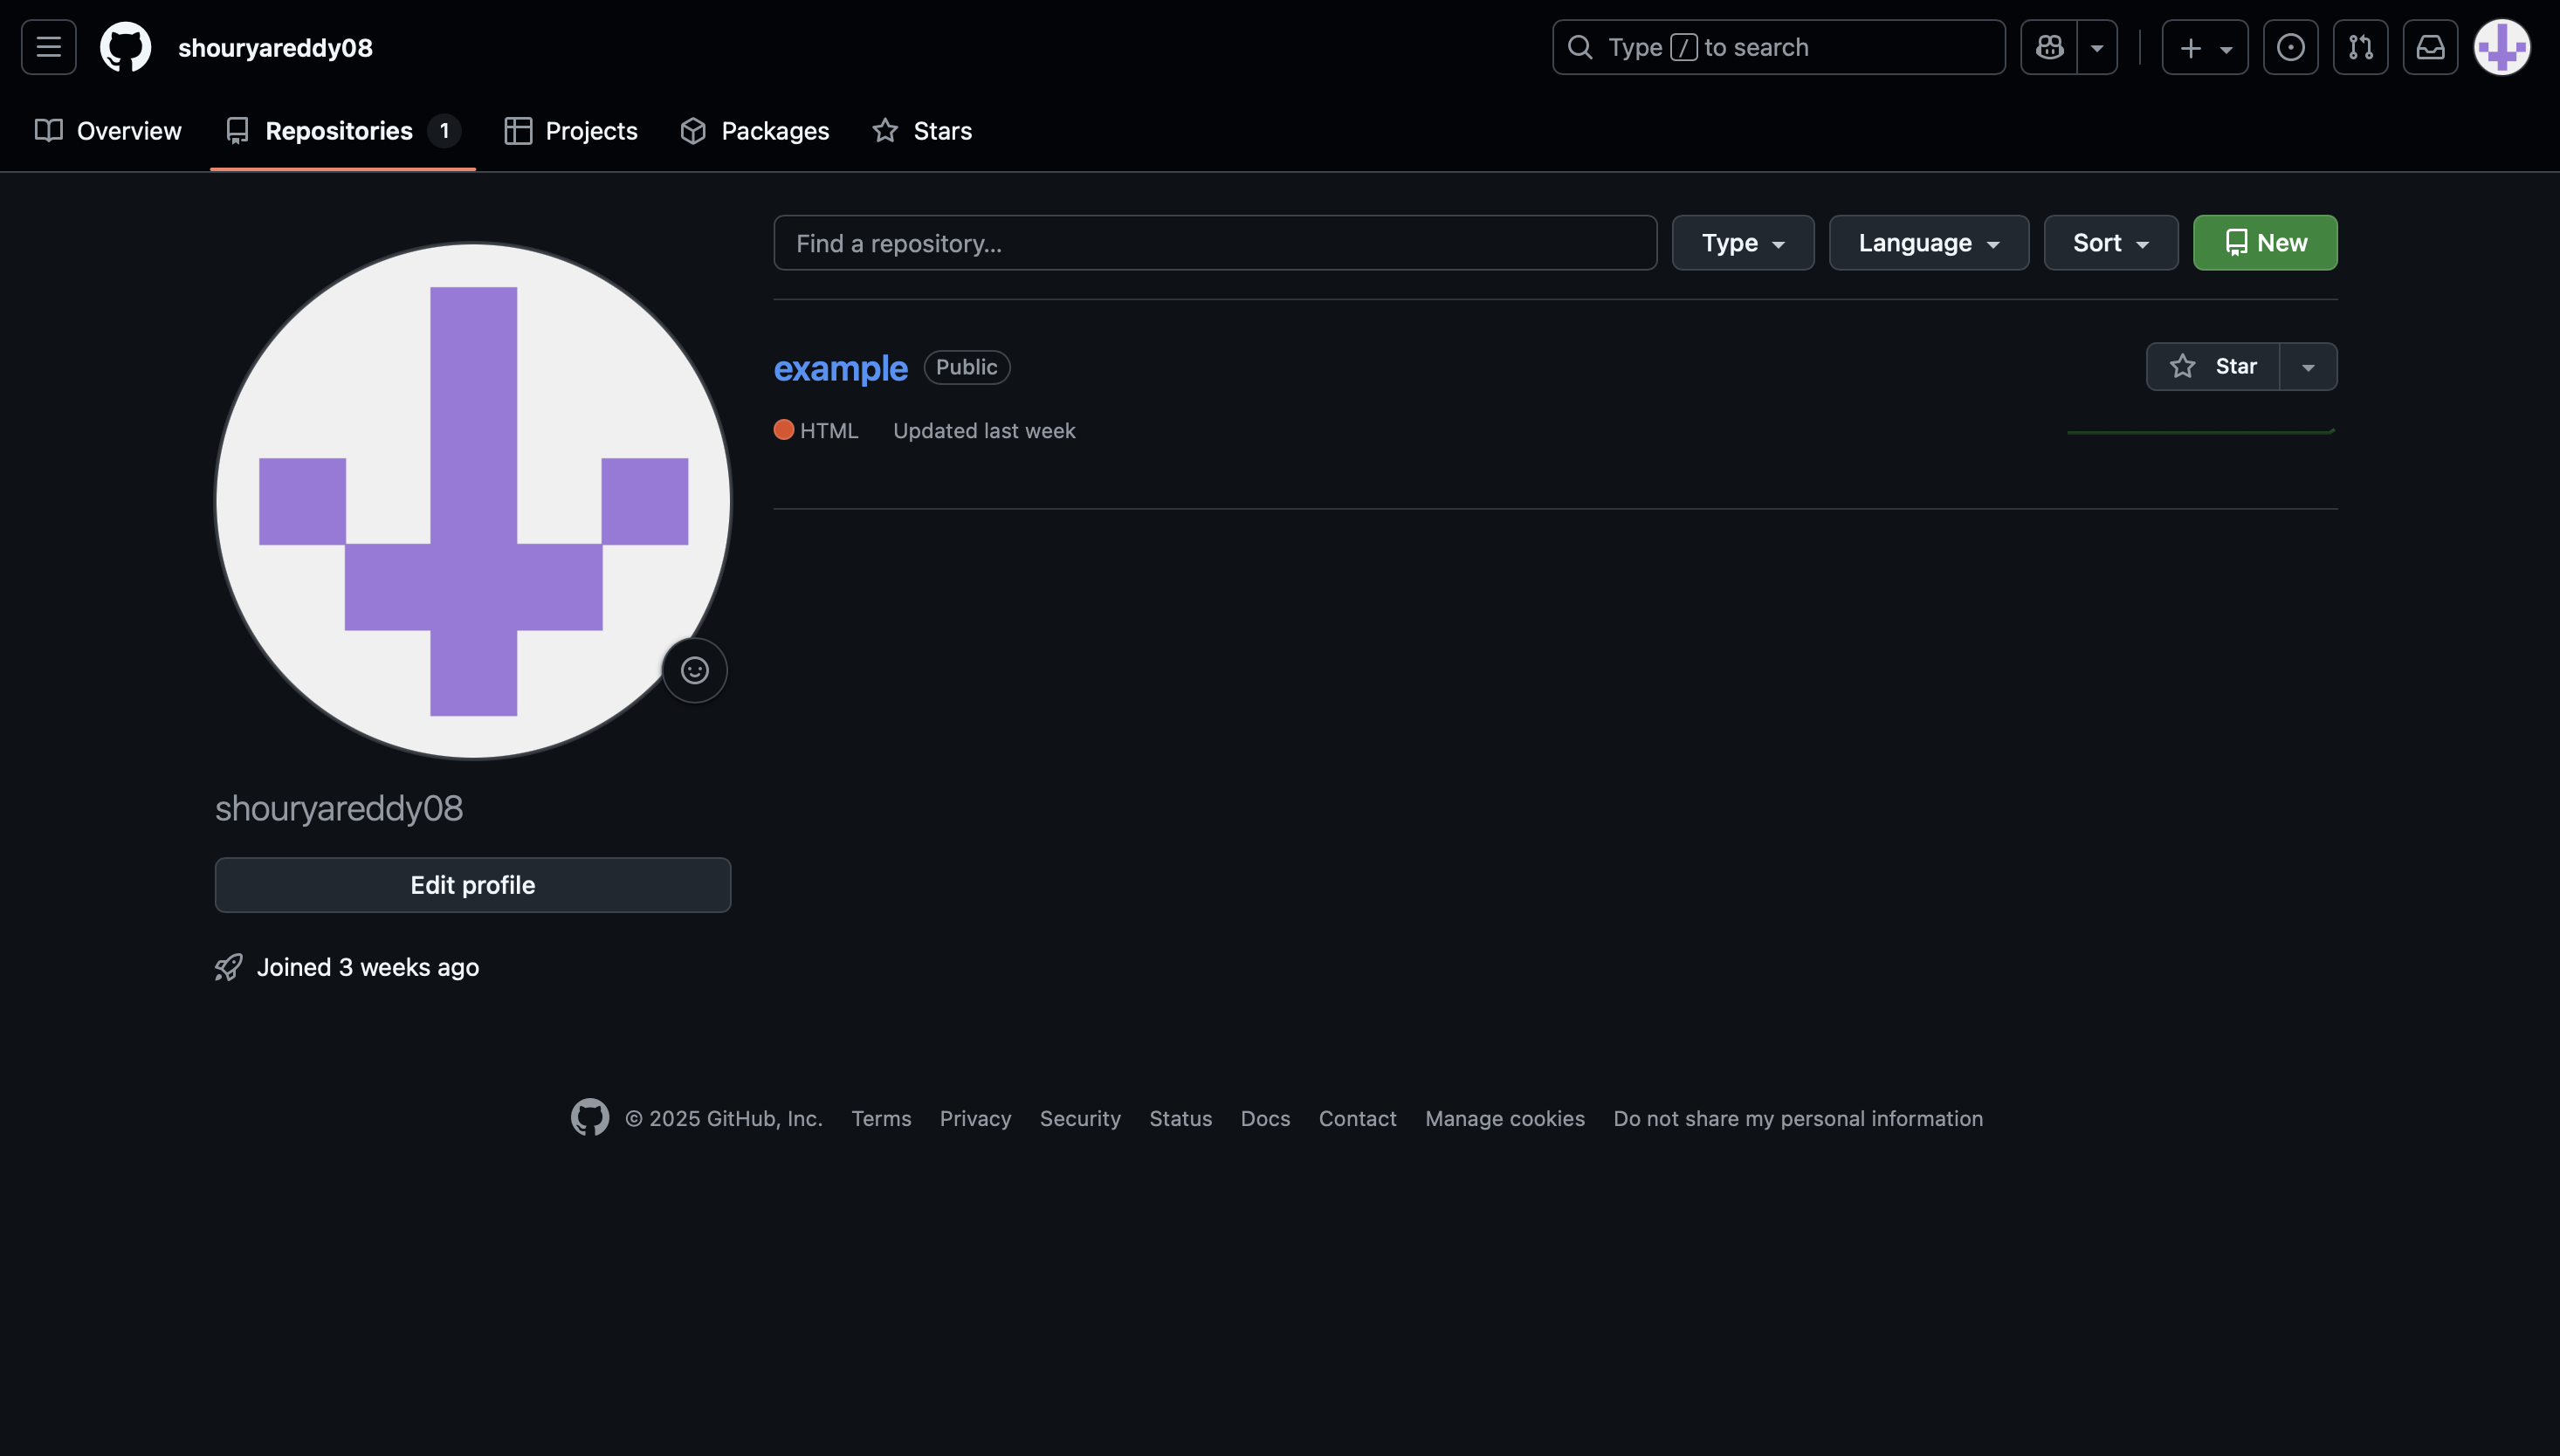 shouryareddy08
Type / to search
Overview Repositories 1 Projects Packages Stars
Find a repository...
Type Language Sort New
example Public
Star
HTML Updated last week
shouryareddy08
Edit profile
Joined 3 weeks ago
© 2025 GitHub, Inc. Terms Privacy Security Status Docs Contact Manage cookies Do not share my personal information